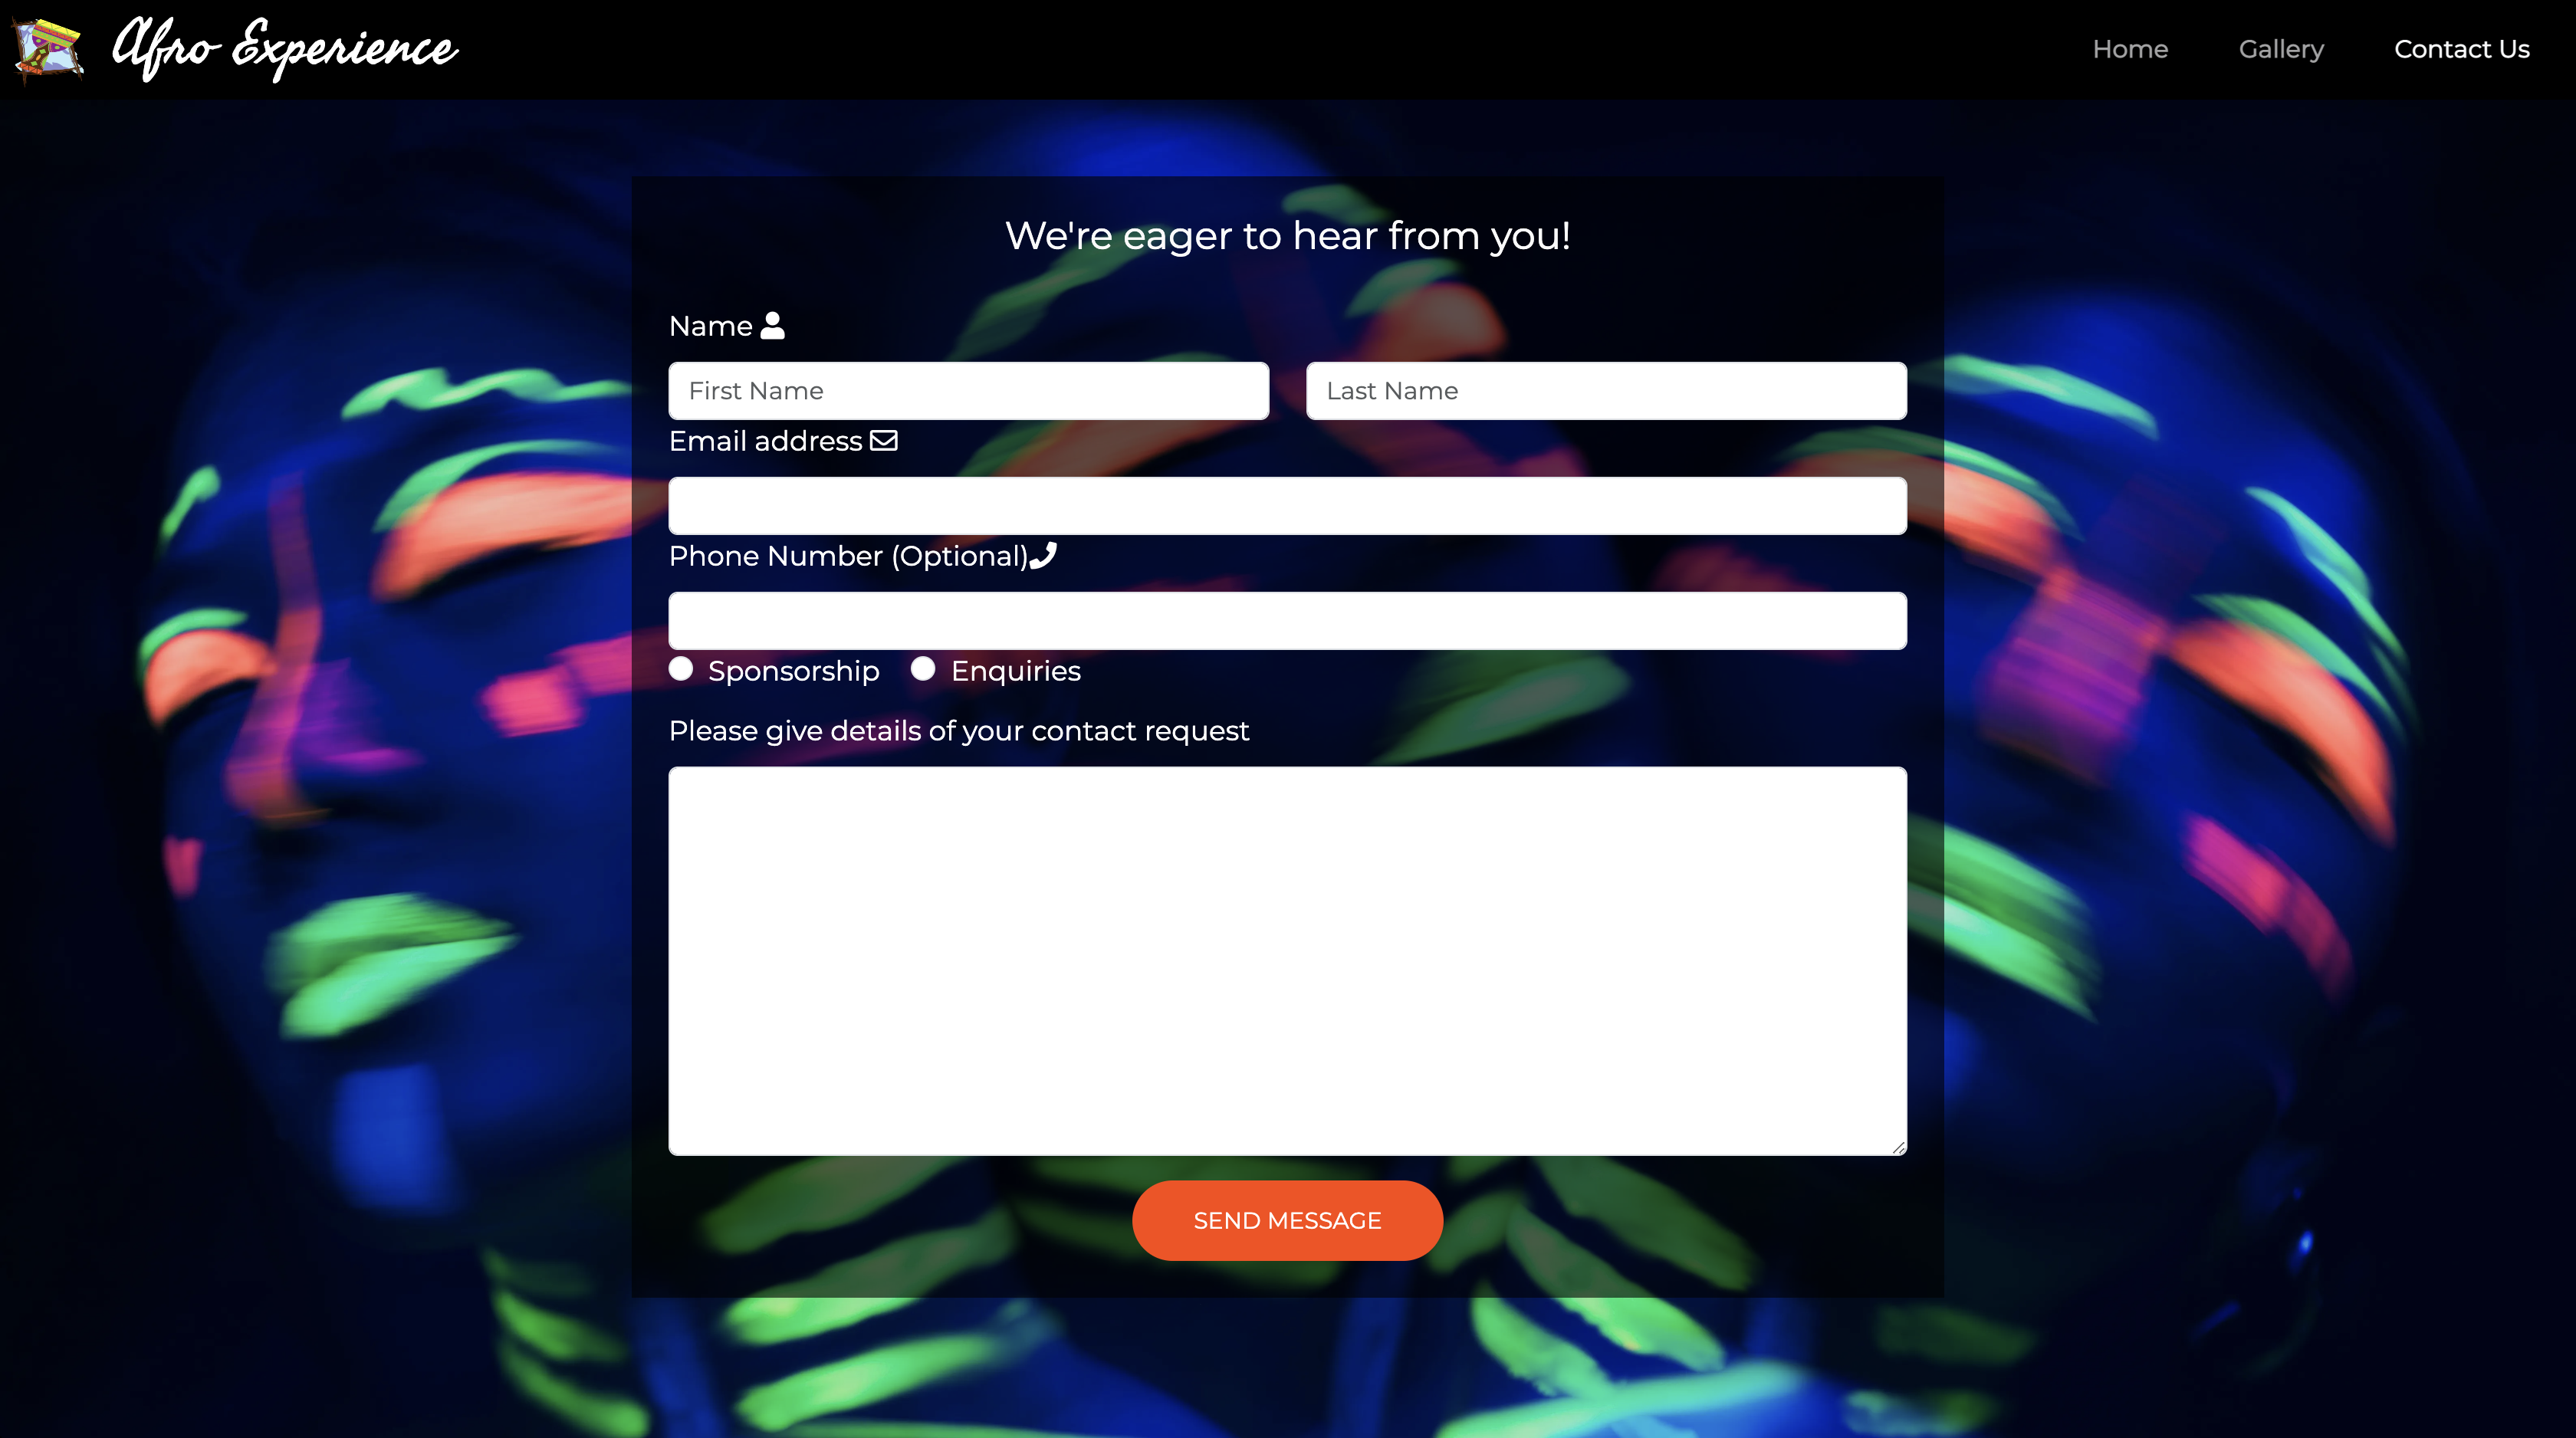 Afro Experience
Home Gallery Contact Us
We're eager to hear from you!
Name
First Name Last Name
Email address
Phone Number (Optional)
Sponsorship Enquiries
Please give details of your contact request
SEND MESSAGE